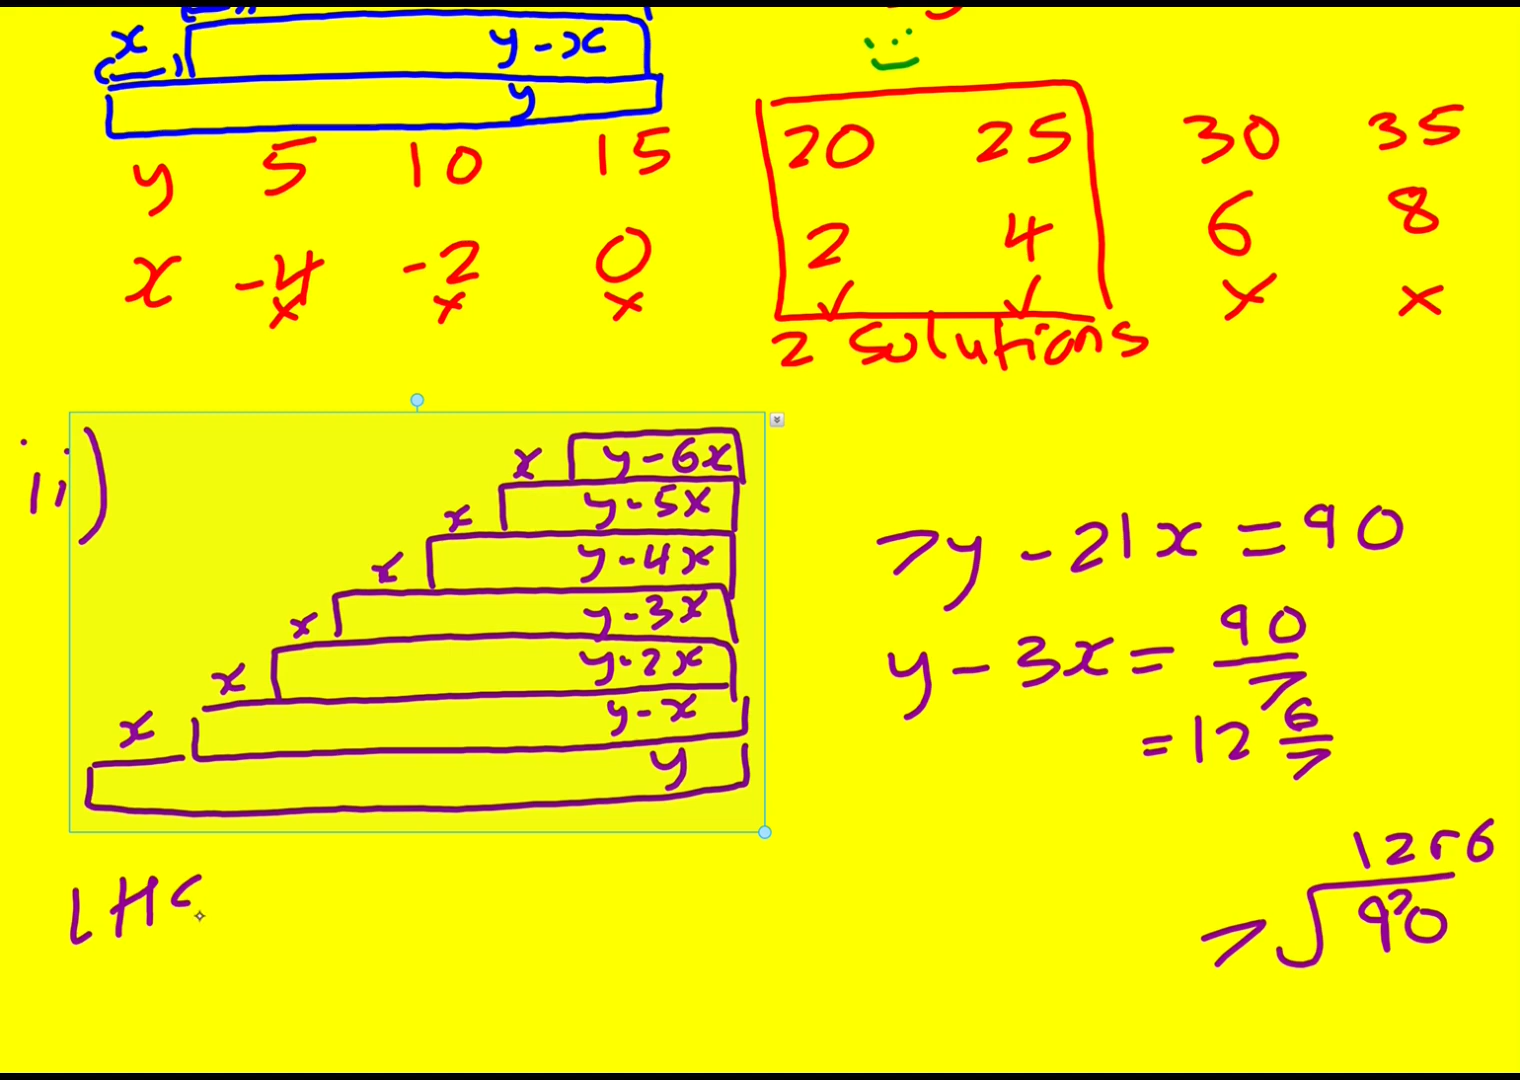 x y - x
y
y 5 10 15 20 25 30 35
x -4 -2 0 2 4 6 8
x x x ✓ ✓ x x
2 solutions
ii)
x y - 6x
x y - 5x
x y - 4x
x y - 3x
x y - 2x
x y - x
y
7y - 21x = 90
y - 3x = 90/7
= 12 6/7
12 r 6
7 9²0
LHS